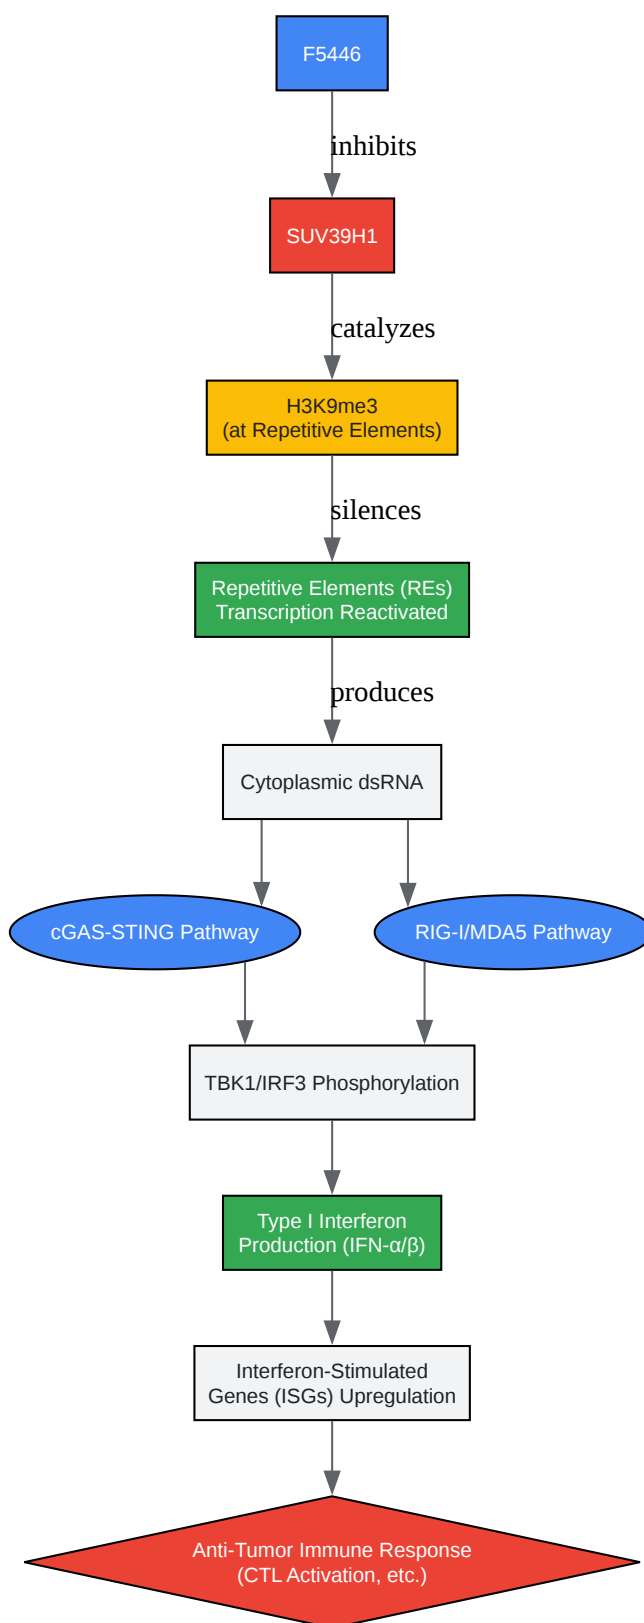 F5446
inhibits
SUV39H1
catalyzes
H3K9me3
(at Repetitive Elements)
silences
Repetitive Elements (REs)
Transcription Reactivated
produces
Cytoplasmic dsRNA
cGAS-STING Pathway
RIG-I/MDA5 Pathway
TBK1/IRF3 Phosphorylation
Type I Interferon
Production (IFN-α/β)
Interferon-Stimulated
Genes (ISGs) Upregulation
Anti-Tumor Immune Response
(CTL Activation, etc.)